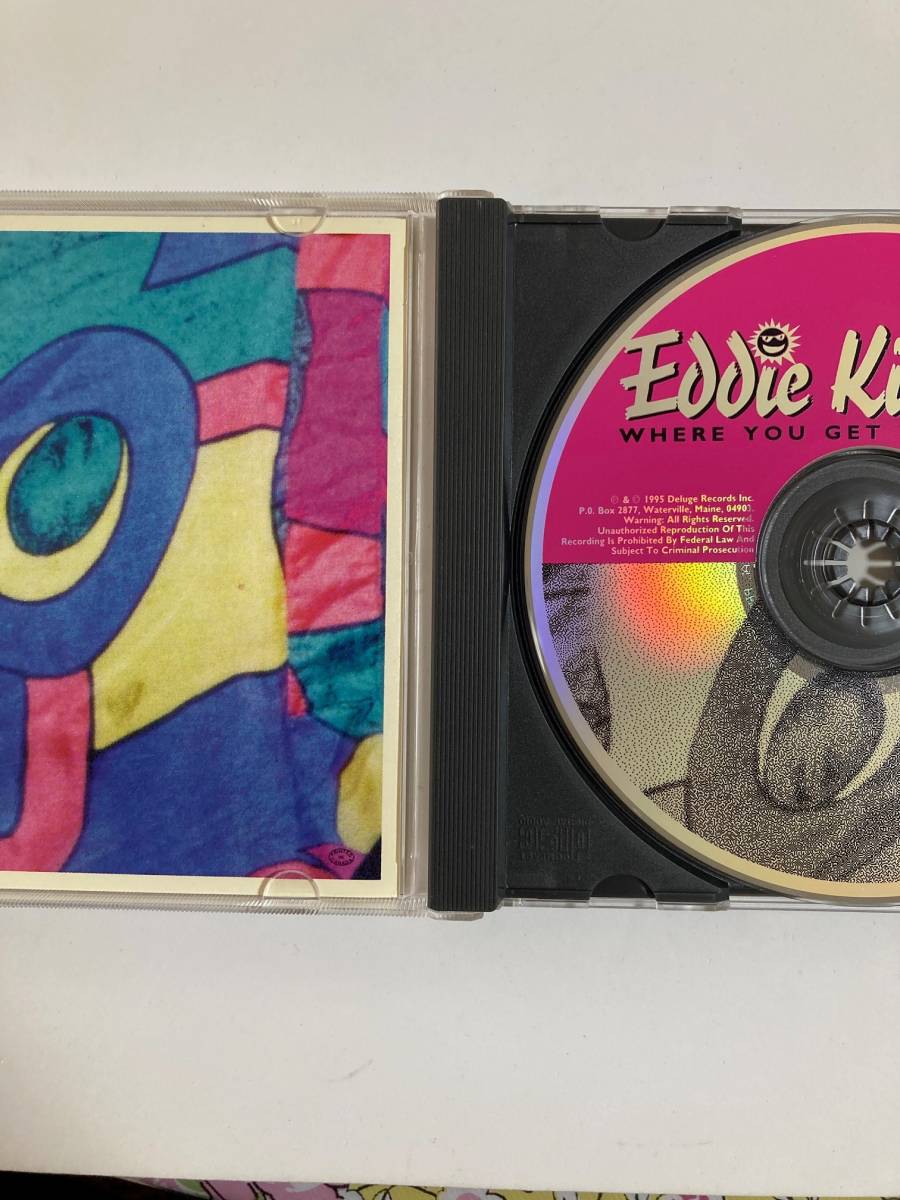 Eddie Ki
WHERE YOU GET
℗ & © 1995 Deluge Records Inc.
P.O. Box 2877, Waterville, Maine, 04903.
Warning: All Rights Reserved.
Unauthorized Reproduction Of This
Recording Is Prohibited By Federal Law And
Subject To Criminal Prosecution